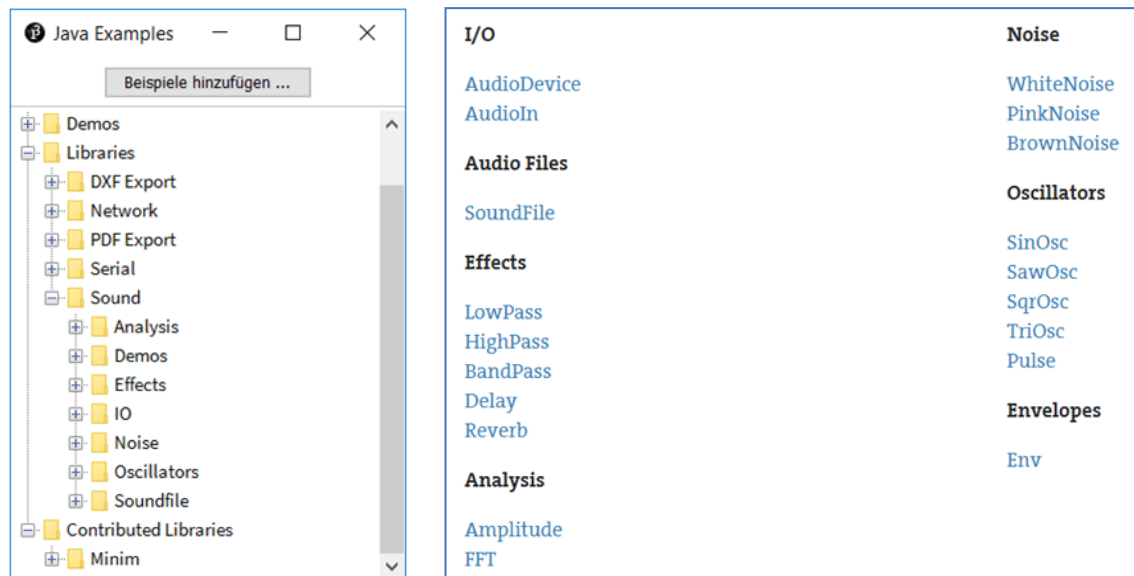 Java Examples
Beispiele hinzufügen ...
Demos
Libraries
DXF Export
Network
PDF Export
Serial
Sound
Analysis
Demos
Effects
IO
Noise
Oscillators
Soundfile
Contributed Libraries
Minim
I/O
AudioDevice
AudioIn
Audio Files
SoundFile
Effects
LowPass
HighPass
BandPass
Delay
Reverb
Analysis
Amplitude
FFT
Noise
WhiteNoise
PinkNoise
BrownNoise
Oscillators
SinOsc
SawOsc
SqrOsc
TriOsc
Pulse
Envelopes
Env